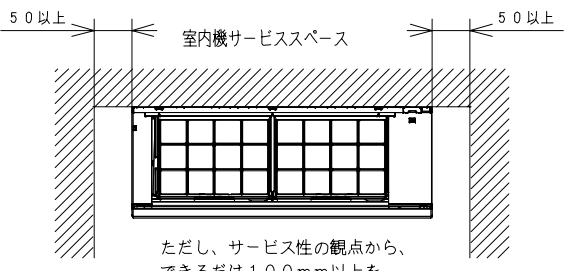 ５０以上
５０以上
室内機サービススペース
ただし、サービス性の観点から、
できるだけ１００ｍｍ以上を